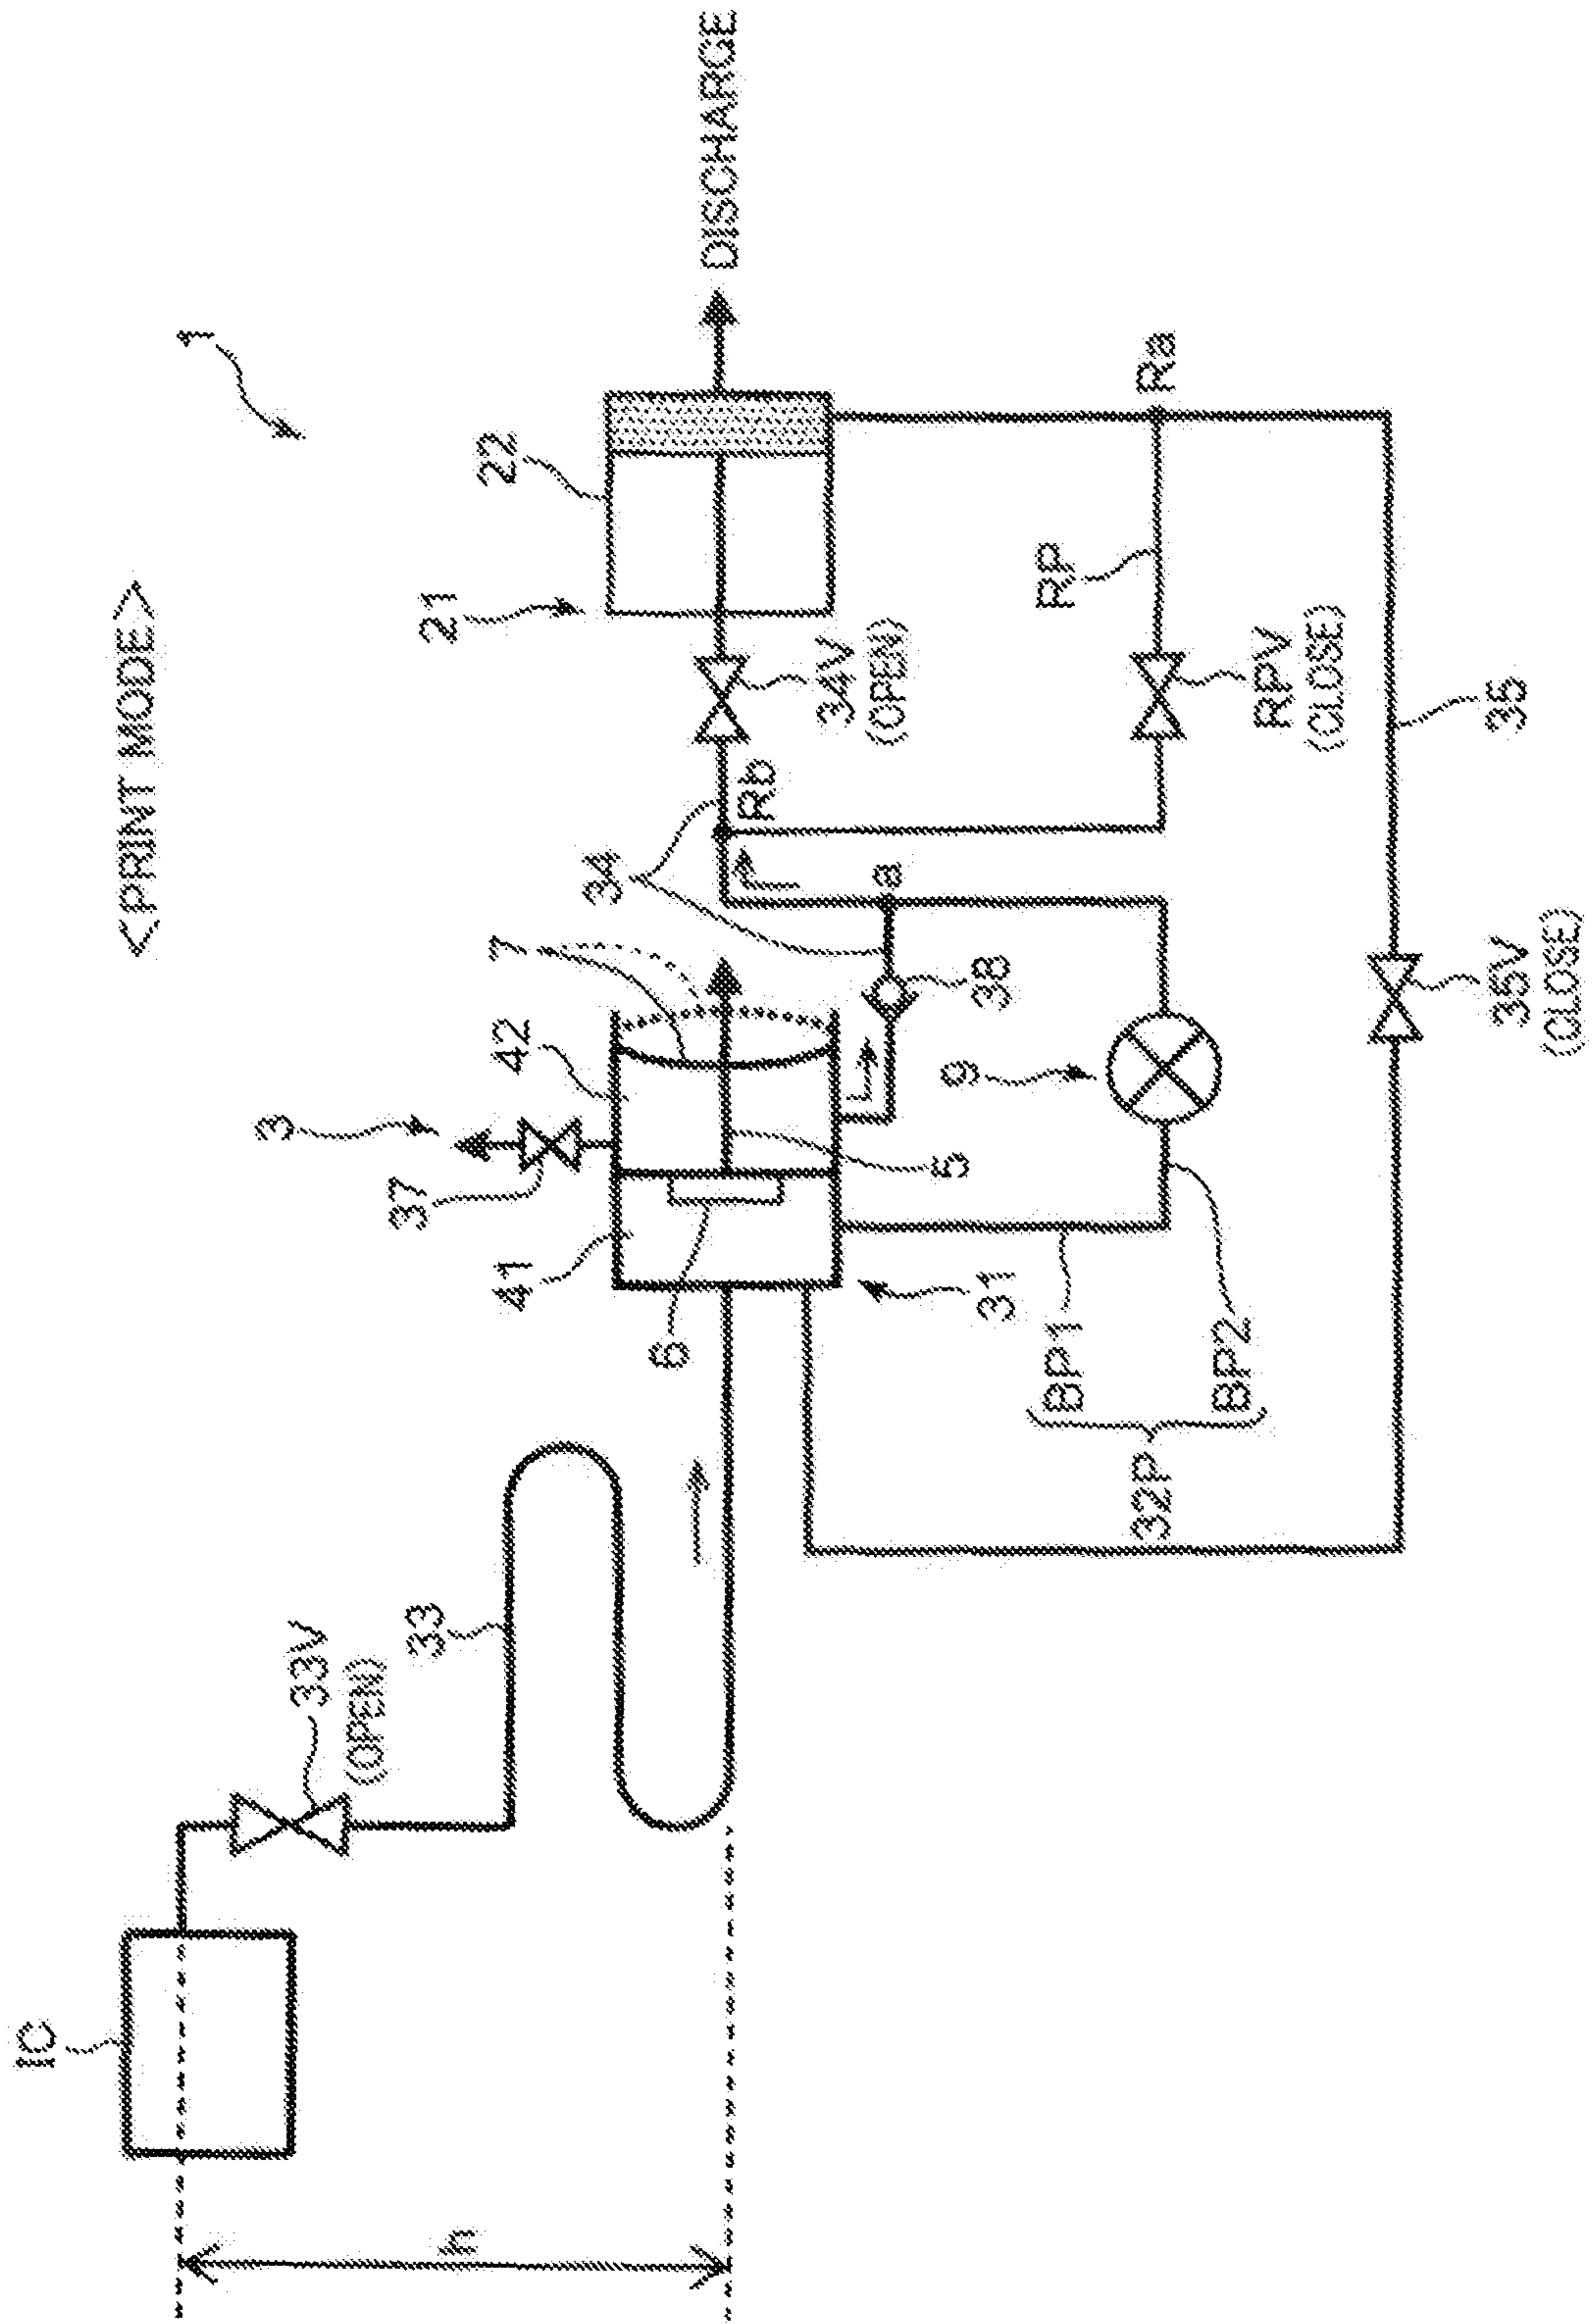 <PRINT MODE>
1
IC
33V
(OPEN)
33
h
3
37
41
42
7
6
5
31
34
Rb
a
38
9
BP1
BP2
32P
21
22
34V
(OPEN)
DISCHARGE
RP
RPV
(CLOSE)
Ra
35
35V
(CLOSE)